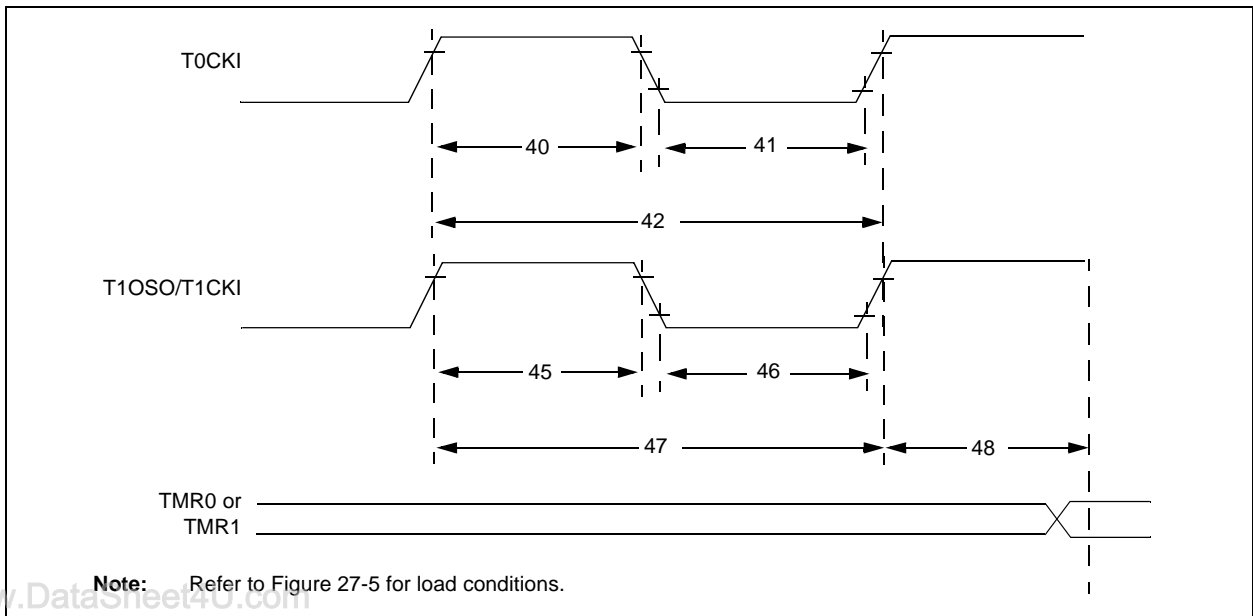 T0CKI
40
41
42
T1OSO/T1CKI
45
46
47
48
TMR0 or
TMR1
Note: Refer to Figure 27-5 for load conditions.
w.DataSheet4U.com